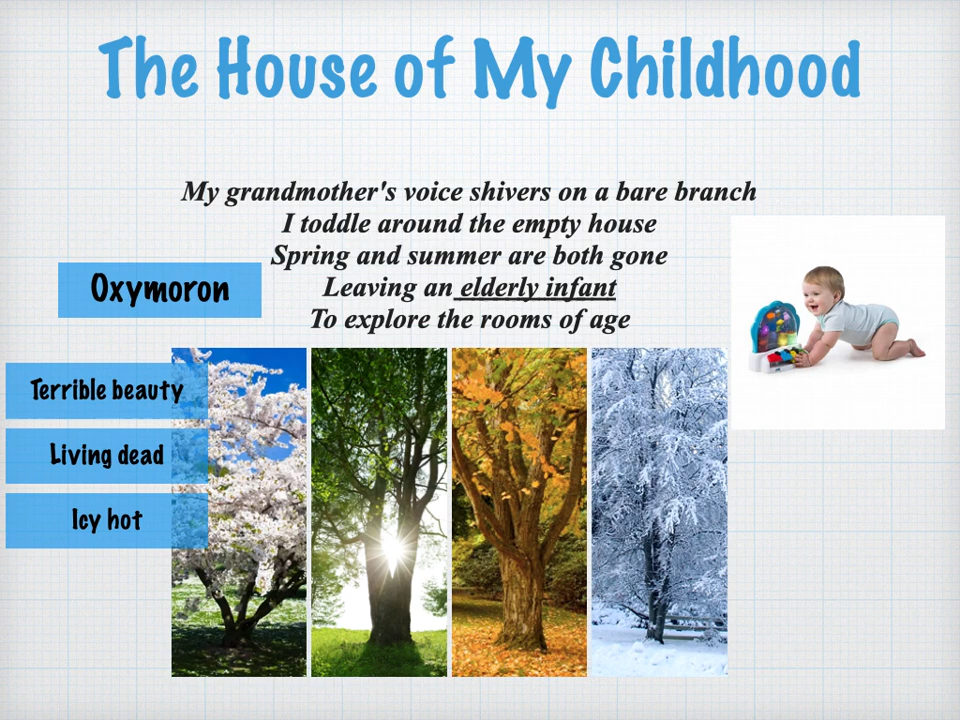 The House of My Childhood
My grandmother's voice shivers on a bare branch
I toddle around the empty house
Spring and summer are both gone
Leaving an elderly infant
To explore the rooms of age
Oxymoron
Terrible beauty
Living dead
Icy hot